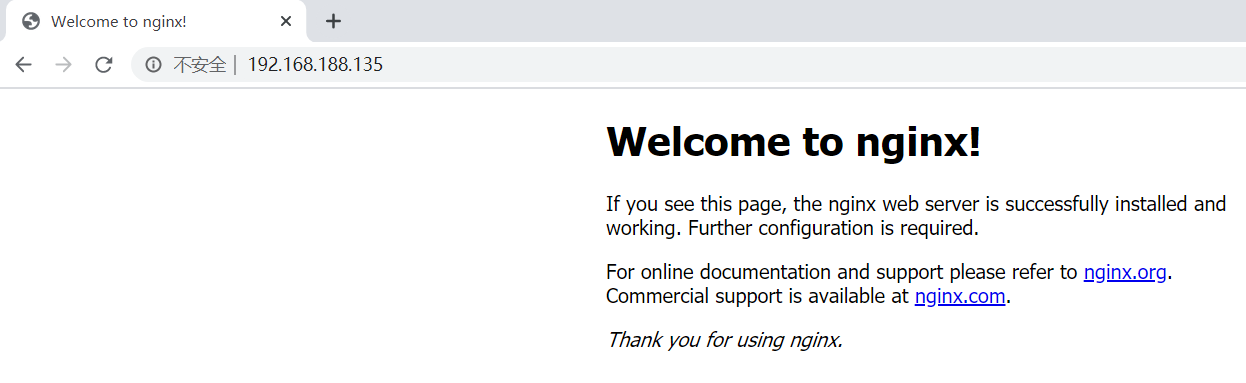 Welcome to nginx!
不安全 | 192.168.188.135
Welcome to nginx!
If you see this page, the nginx web server is successfully installed and
working. Further configuration is required.
For online documentation and support please refer to nginx.org.
Commercial support is available at nginx.com.
Thank you for using nginx.